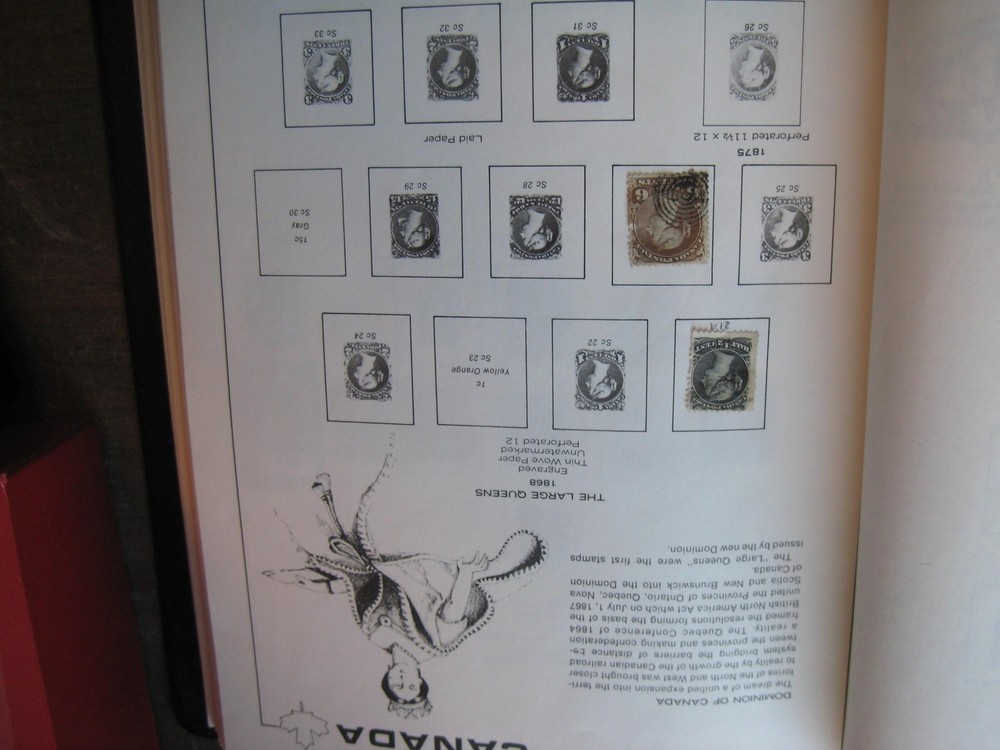 CANADA
DOMINION OF CANADA
The dream of a unified expansion into the terri-
tories of the North and West was brought closer
to reality by the growth of the Canadian railroad
system bridging the barriers of distance be-
tween the provinces and making confederation
a reality. The Quebec Conference of 1864
framed the resolutions forming the basis of the
British North America Act which on July 1, 1867
united the Provinces of Ontario, Quebec, Nova
Scotia and New Brunswick into the Dominion
of Canada.
The "Large Queens" were the first stamps
issued by the new Dominion.
THE LARGE QUEENS
1868
Engraved
Thin Wove Paper
Unwatermarked
Perforated 12
Sc 22
1c
Yellow Orange
Sc 23
Sc 24
Sc 25
6
Sc 28
Sc 29
15c
Gray
Sc 30
1875
Perforated 11½ x 12
Laid Paper
Sc 26
Sc 31
Sc 32
Sc 33